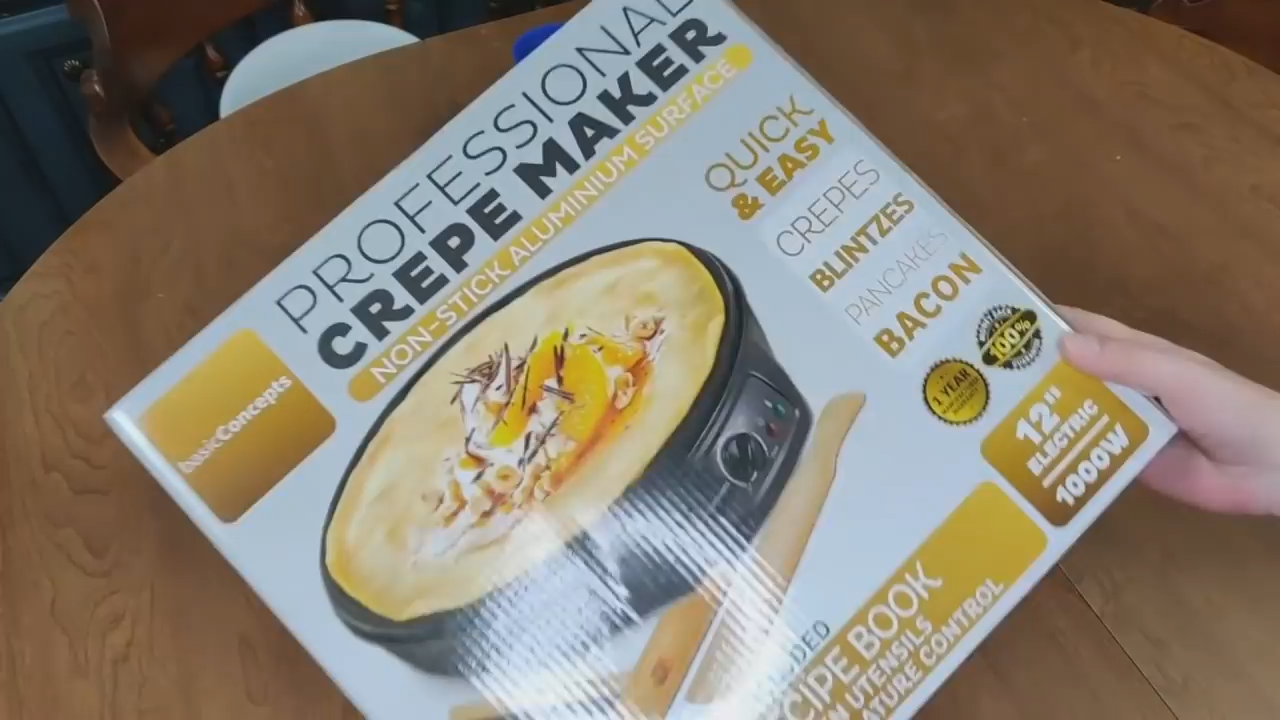 PROFESSIONAL
CREPE MAKER
NON-STICK ALUMINIUM SURFACE
basicConcepts
QUICK
& EASY
CREPES
BLINTZES
PANCAKES
BACON
100%
1 YEAR
12"
ELECTRIC
1000W
RECIPE BOOK
UTENSILS
CONTROL